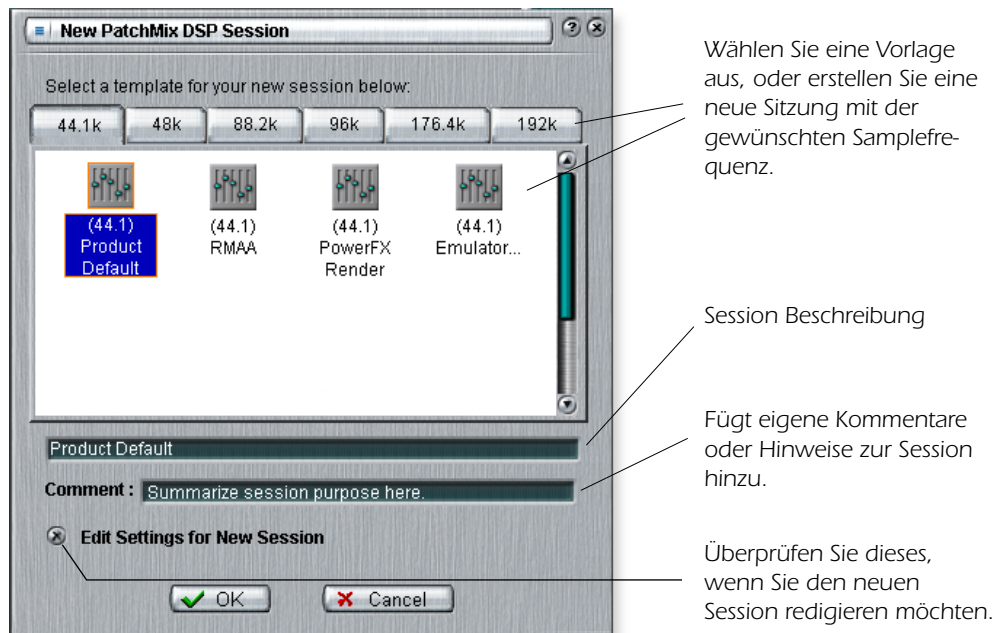 New PatchMix DSP Session
Select a template for your new session below:
44.1k 48k 88.2k 96k 176.4k 192k
(44.1) Product Default
(44.1) RMAA
(44.1) PowerFX Render
(44.1) Emulator...
Product Default
Comment : Summarize session purpose here.
Edit Settings for New Session
OK Cancel
Wählen Sie eine Vorlage
aus, oder erstellen Sie eine
neue Sitzung mit der
gewünschten Samplefre-
quenz.
Session Beschreibung
Fügt eigene Kommentare
oder Hinweise zur Session
hinzu.
Überprüfen Sie dieses,
wenn Sie den neuen
Session redigieren möchten.